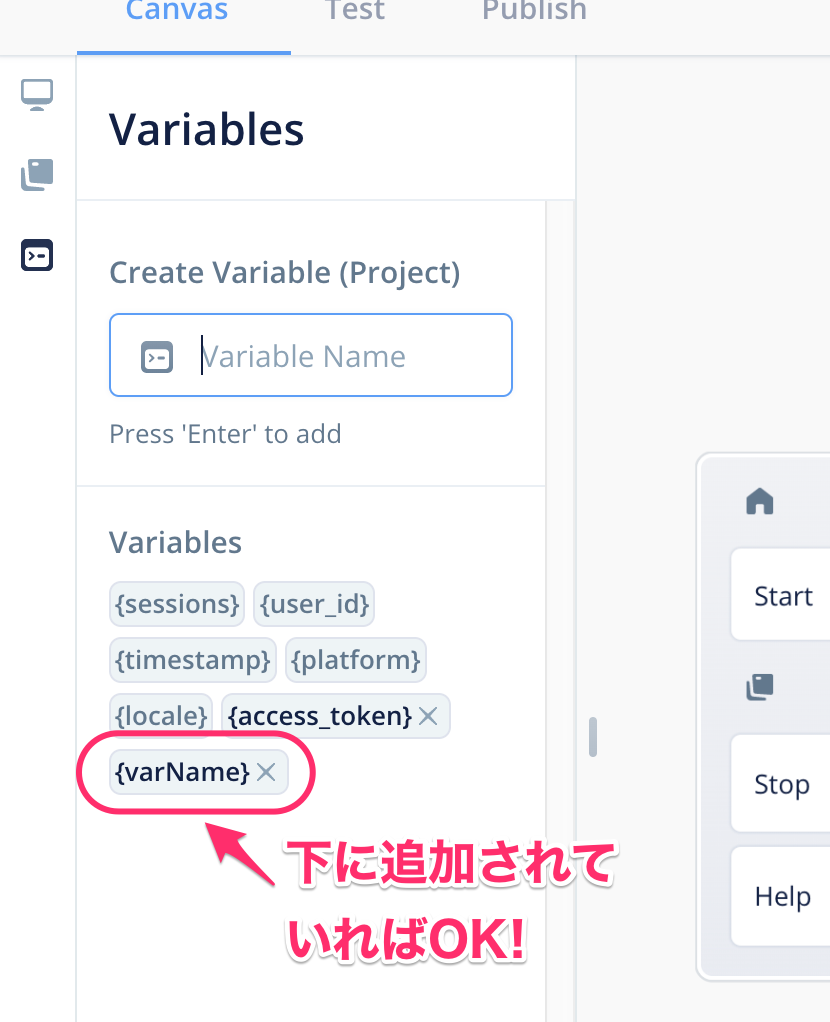 Canvas Test Publish
Variables
Create Variable (Project)
Variable Name
Press 'Enter' to add
Variables
{sessions} {user_id}
{timestamp} {platform}
{locale} {access_token}
{varName}
下に追加されて
いればOK!
Start
Stop
Help